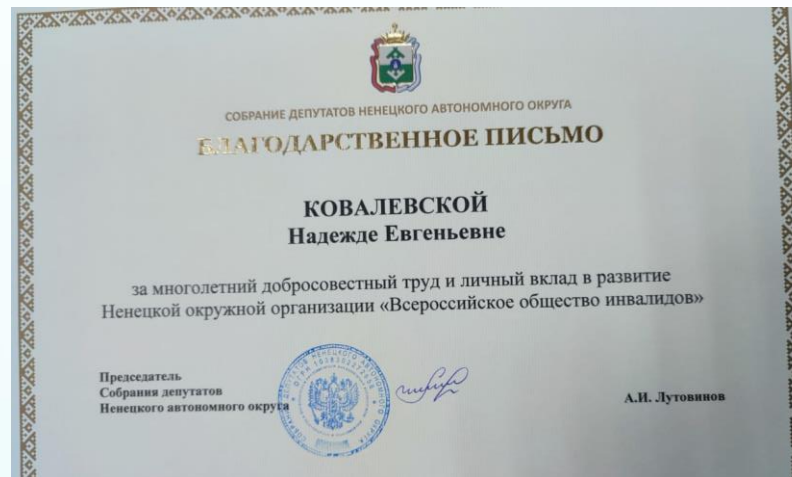 СОБРАНИЕ ДЕПУТАТОВ НЕНЕЦКОГО АВТОНОМНОГО ОКРУГА
БЛАГОДАРСТВЕННОЕ ПИСЬМО
КОВАЛЕВСКОЙ
Надежде Евгеньевне
за многолетний добросовестный труд и личный вклад в развитие
Ненецкой окружной организации «Всероссийское общество инвалидов»
Председатель
Собрания депутатов
Ненецкого автономного округа
А.И. Лутовинов